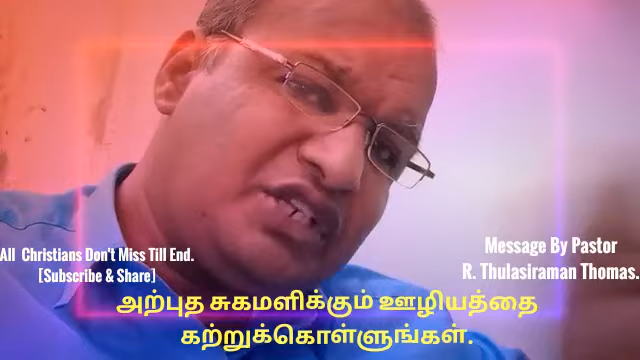 All Christians Don't Miss Till End.
[Subscribe & Share]
Message By Pastor
R. Thulasiraman Thomas.
அற்புத சுகமளிக்கும் ஊழியத்தை
கற்றுக்கொள்ளுங்கள்.